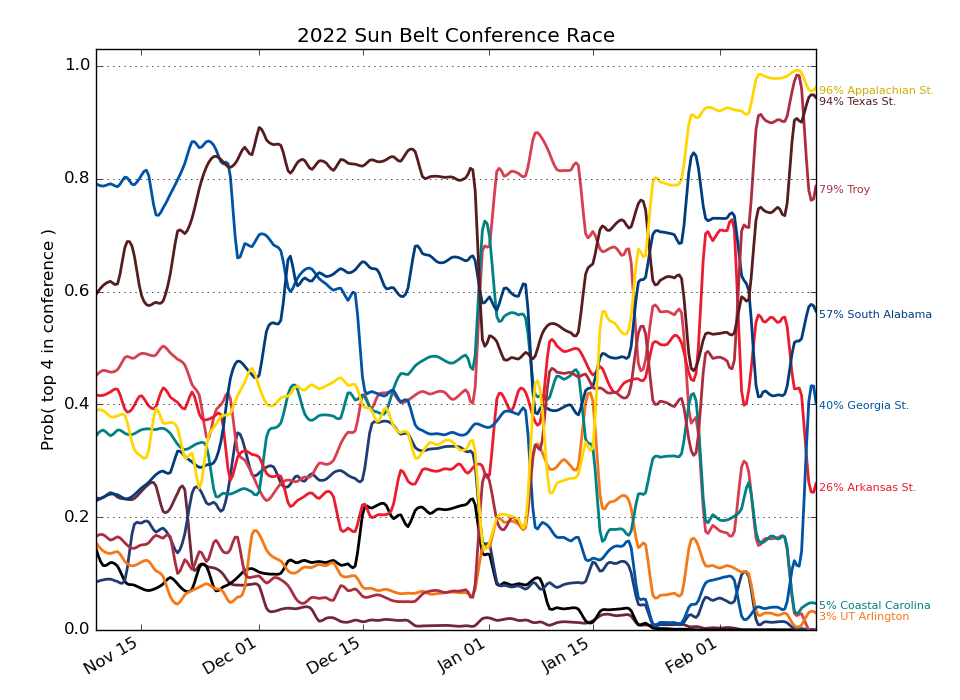 2022 Sun Belt Conference Race
Prob( top 4 in conference )
1.0
0.8
0.6
0.4
0.2
0.0
Nov 15
Dec 01
Dec 15
Jan 01
Jan 15
Feb 01
96% Appalachian St.
94% Texas St.
79% Troy
57% South Alabama
40% Georgia St.
26% Arkansas St.
5% Coastal Carolina
3% UT Arlington